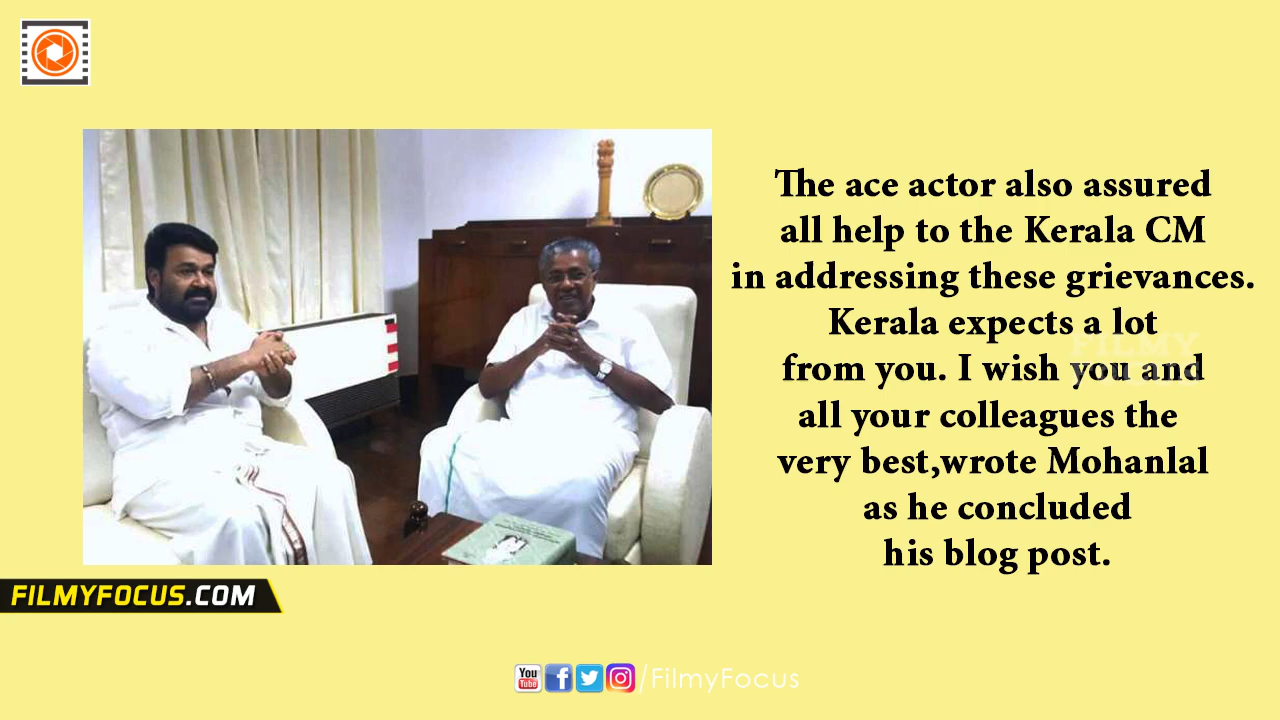 The ace actor also assured
all help to the Kerala CM
in addressing these grievances.
Kerala expects a lot
from you. I wish you and
all your colleagues the
very best,wrote Mohanlal
as he concluded
his blog post.
FILMYFOCUS.COM
You Tube /FilmyFocus